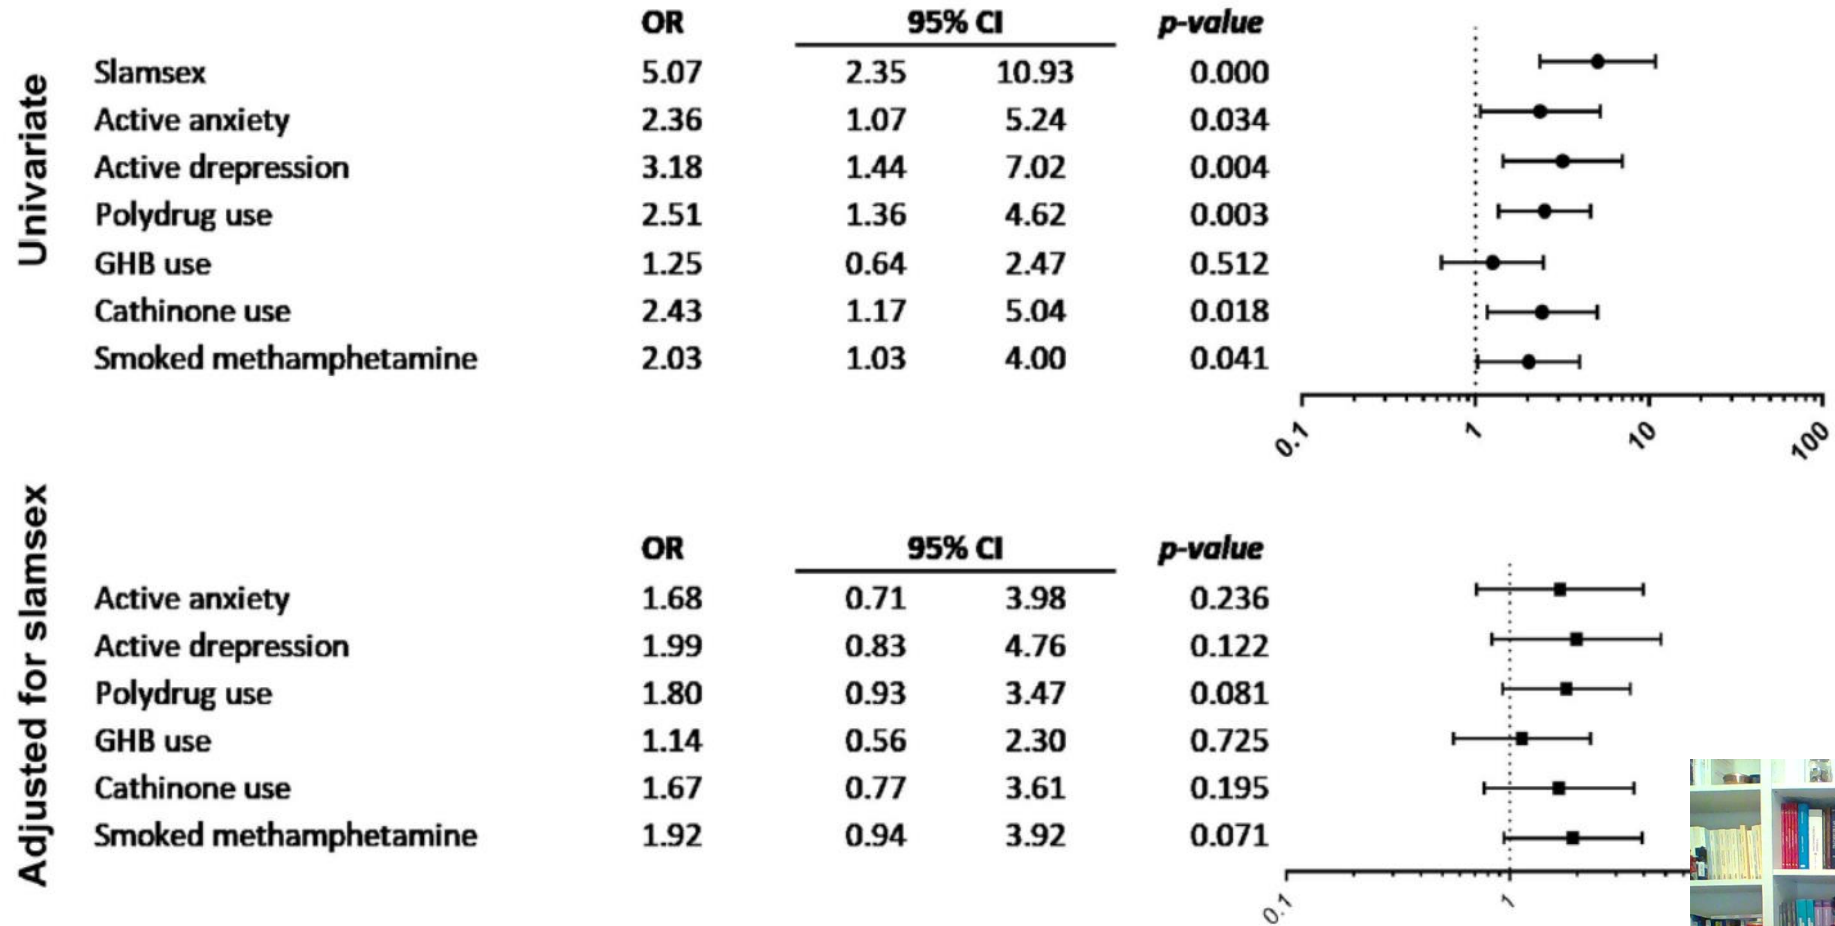 Univariate
OR 95% CI p-value
Slamsex 5.07 2.35 10.93 0.000
Active anxiety 2.36 1.07 5.24 0.034
Active drepression 3.18 1.44 7.02 0.004
Polydrug use 2.51 1.36 4.62 0.003
GHB use 1.25 0.64 2.47 0.512
Cathinone use 2.43 1.17 5.04 0.018
Smoked methamphetamine 2.03 1.03 4.00 0.041
0.1 1 10 100
Adjusted for slamsex
OR 95% CI p-value
Active anxiety 1.68 0.71 3.98 0.236
Active drepression 1.99 0.83 4.76 0.122
Polydrug use 1.80 0.93 3.47 0.081
GHB use 1.14 0.56 2.30 0.725
Cathinone use 1.67 0.77 3.61 0.195
Smoked methamphetamine 1.92 0.94 3.92 0.071
0.1 1